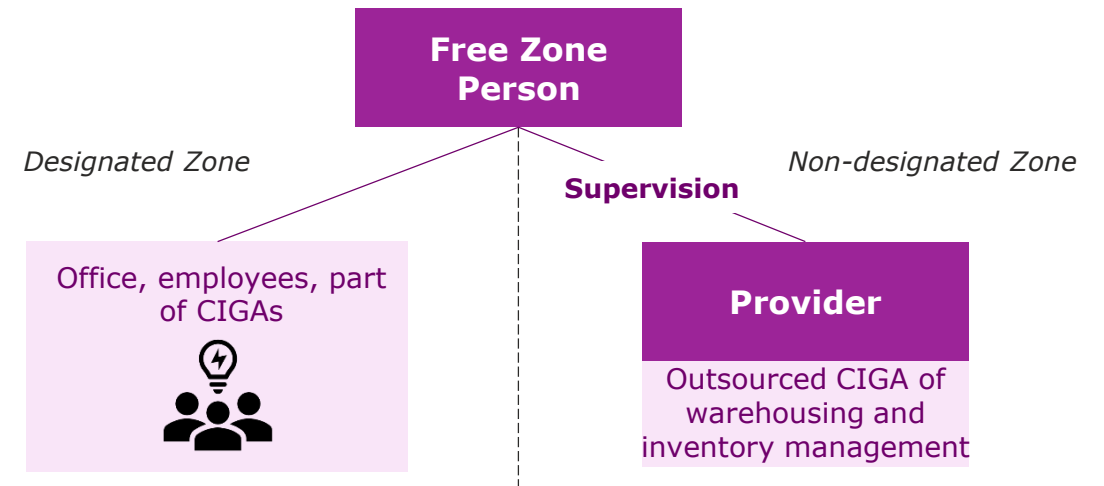 Free Zone
Person
Designated Zone
Non-designated Zone
Supervision
Office, employees, part
of CIGAs
Provider
Outsourced CIGA of
warehousing and
inventory management